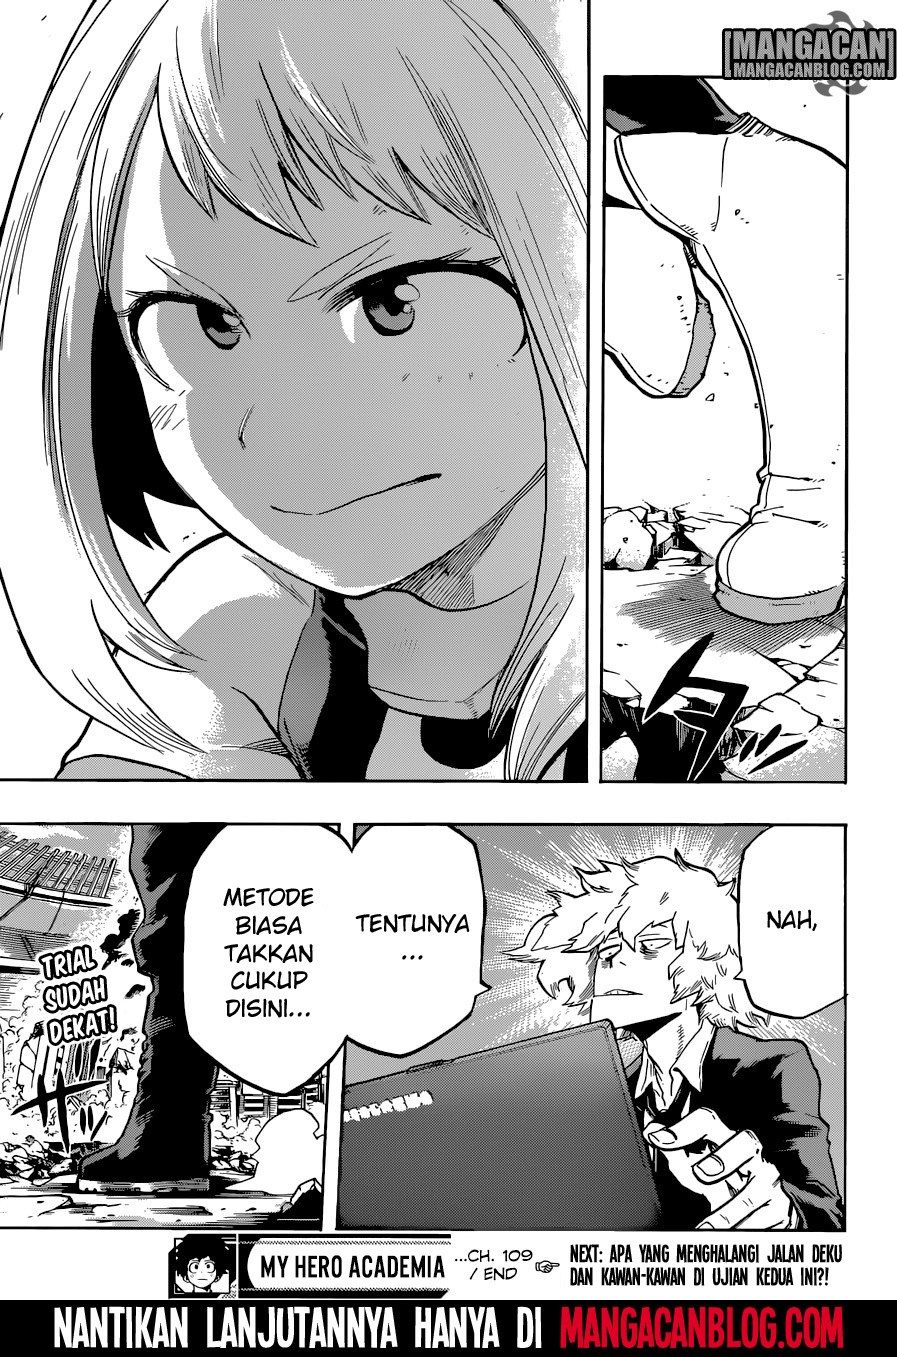 [MANGACAN]
MANGACANBLOG.COM
NAH,
TENTUNYA
...
METODE
BIASA
TAKKAN
CUKUP
DISINI...
TRIAL
SUDAH
DEKAT!
MY HERO ACADEMIA
...CH. 109
/ END
NEXT: APA YANG MENGHALANGI JALAN DEKU
DAN KAWAN-KAWAN DI UJIAN KEDUA INI?!
NANTIKAN LANJUTANNYA HANYA DI MANGACANBLOG.COM